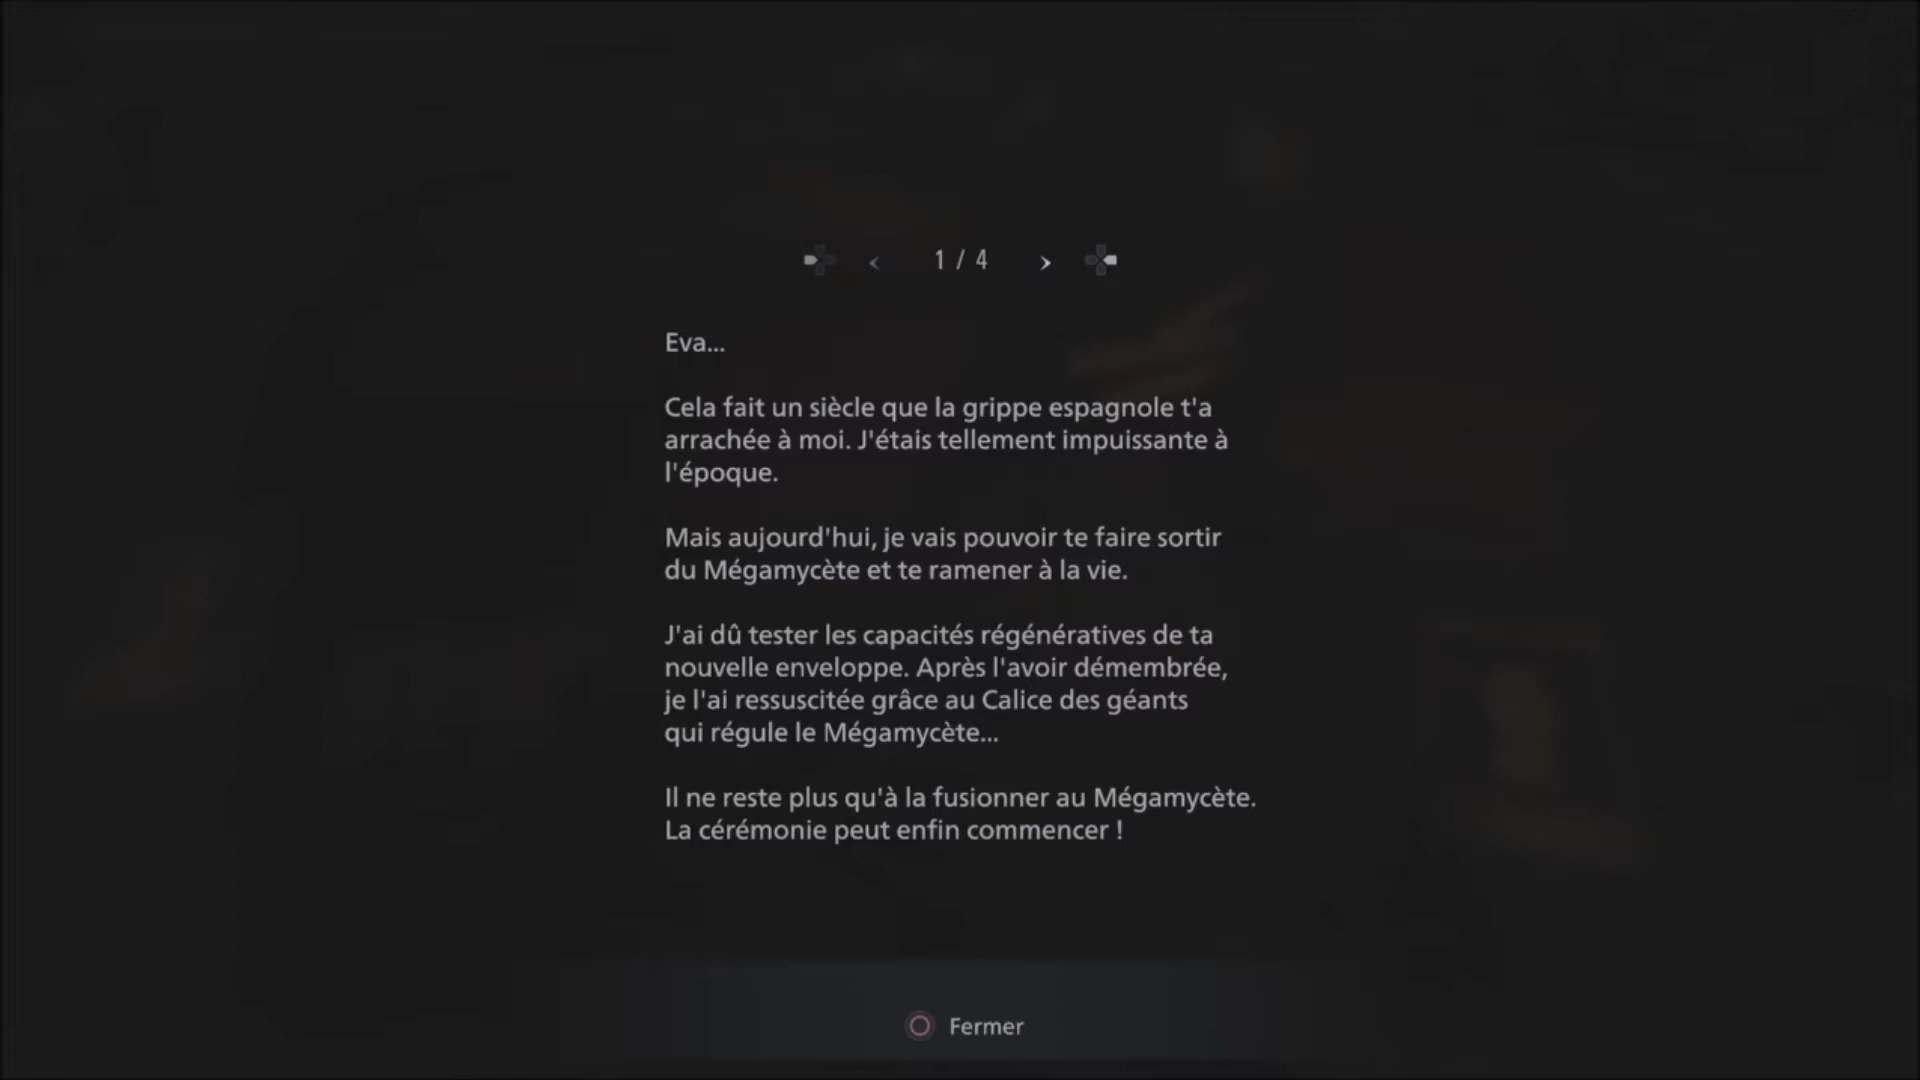 < 1 / 4 >
Eva...
Cela fait un siècle que la grippe espagnole t'a
arrachée à moi. J'étais tellement impuissante à
l'époque.
Mais aujourd'hui, je vais pouvoir te faire sortir
du Mégamycète et te ramener à la vie.
J'ai dû tester les capacités régénératives de ta
nouvelle enveloppe. Après l'avoir démembrée,
je l'ai ressuscitée grâce au Calice des géants
qui régule le Mégamycète...
Il ne reste plus qu'à la fusionner au Mégamycète.
La cérémonie peut enfin commencer !
Fermer